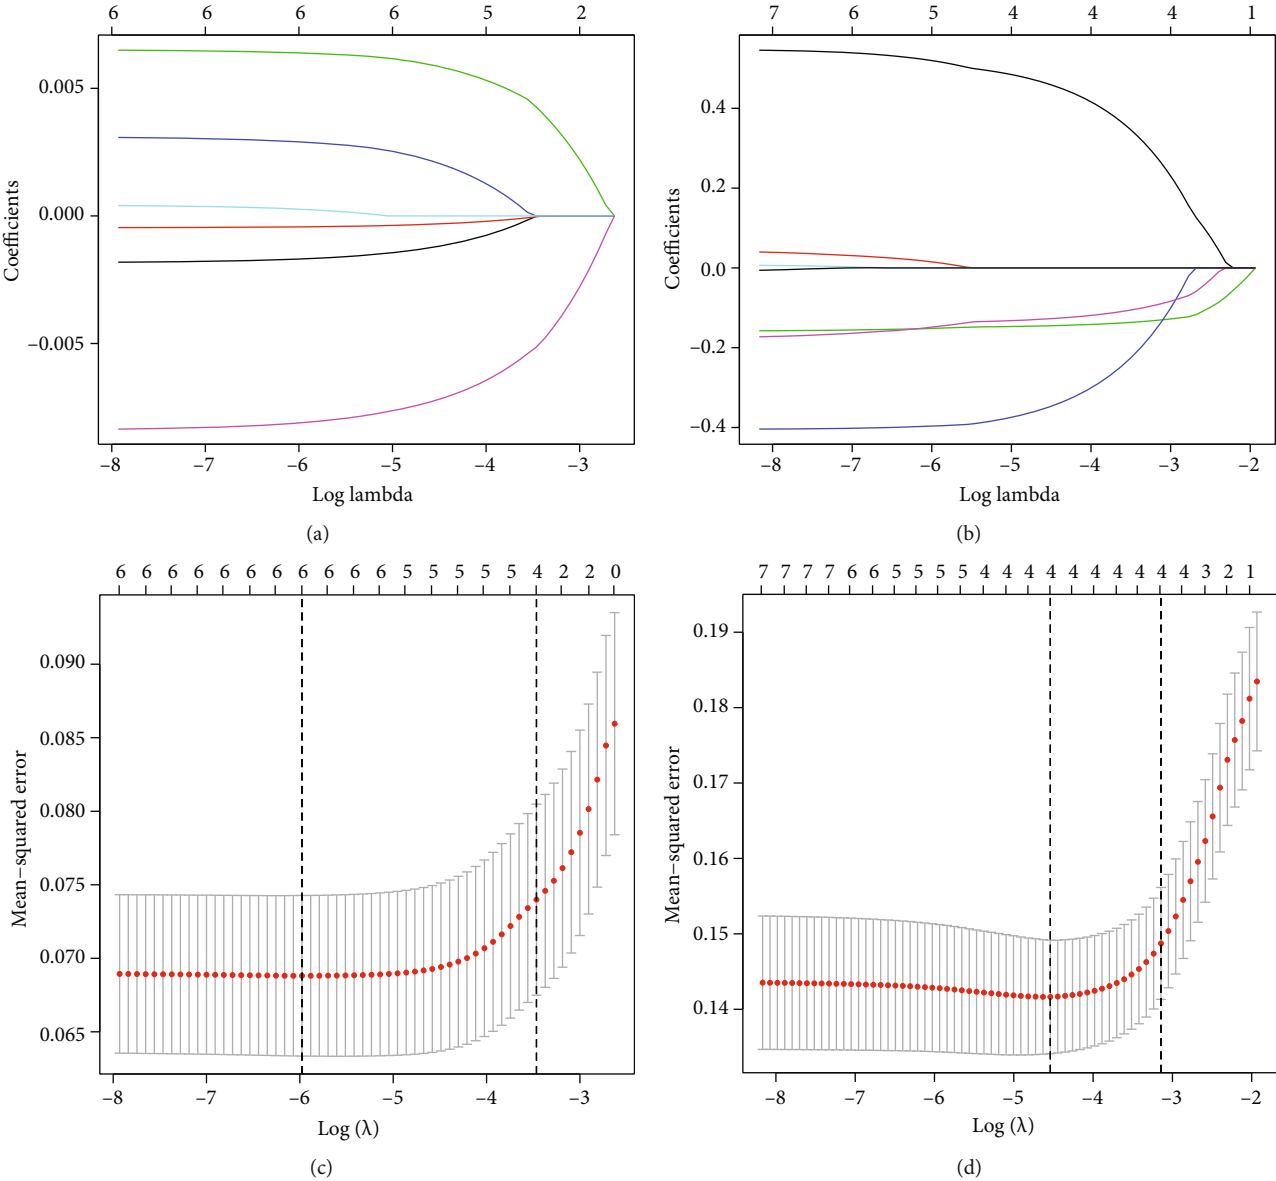 6 6 6 6 5 2
0.005
0.000
−0.005
Coefficients
−8 −7 −6 −5 −4 −3
Log lambda
(a)
7 6 5 4 4 4 1
0.4
0.2
0.0
−0.2
−0.4
Coefficients
−8 −7 −6 −5 −4 −3 −2
Log lambda
(b)
6 6 6 6 6 6 6 6 6 6 6 5 5 5 5 5 4 2 2 0
0.090
0.085
0.080
0.075
0.070
0.065
Mean−squared error
−8 −7 −6 −5 −4 −3
Log (λ)
(c)
7 7 7 7 6 6 5 5 5 5 4 4 4 4 4 4 4 4 4 4 3 2 1
0.19
0.18
0.17
0.16
0.15
0.14
Mean−squared error
−8 −7 −6 −5 −4 −3 −2
Log (λ)
(d)